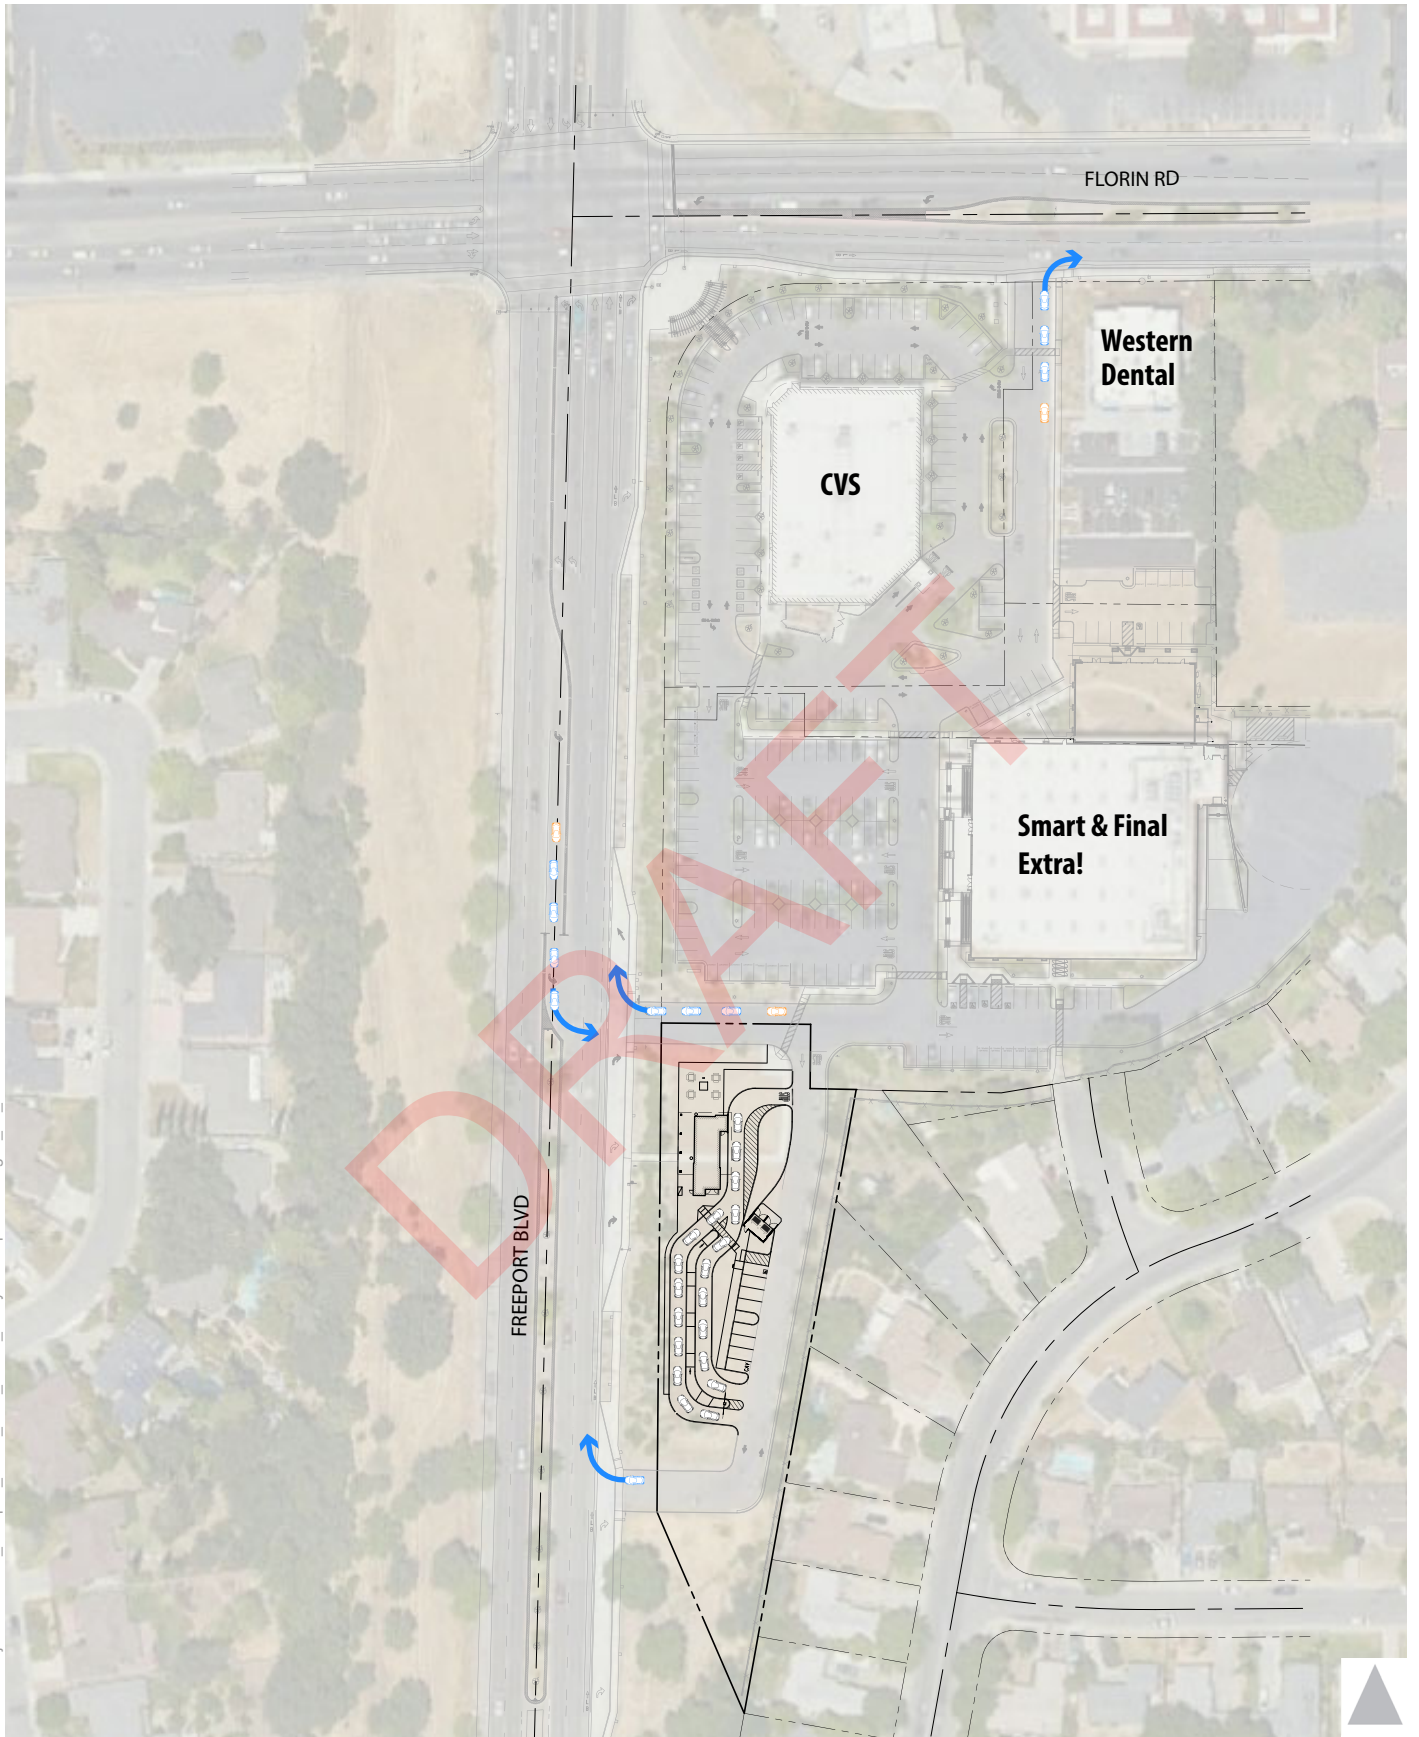 FLORIN RD
Western
Dental
CVS
Smart & Final
Extra!
DRAFT
FREEPORT BLVD